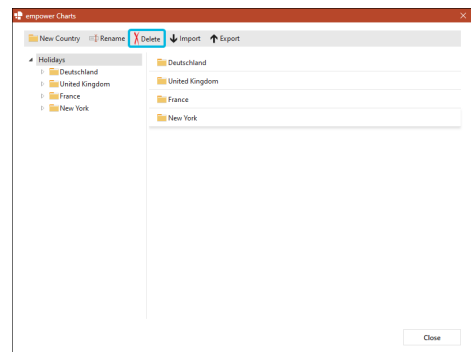 empower Charts
New Country Rename Delete Import Export
Holidays
Deutschland
United Kingdom
France
New York
Deutschland
United Kingdom
France
New York
Close